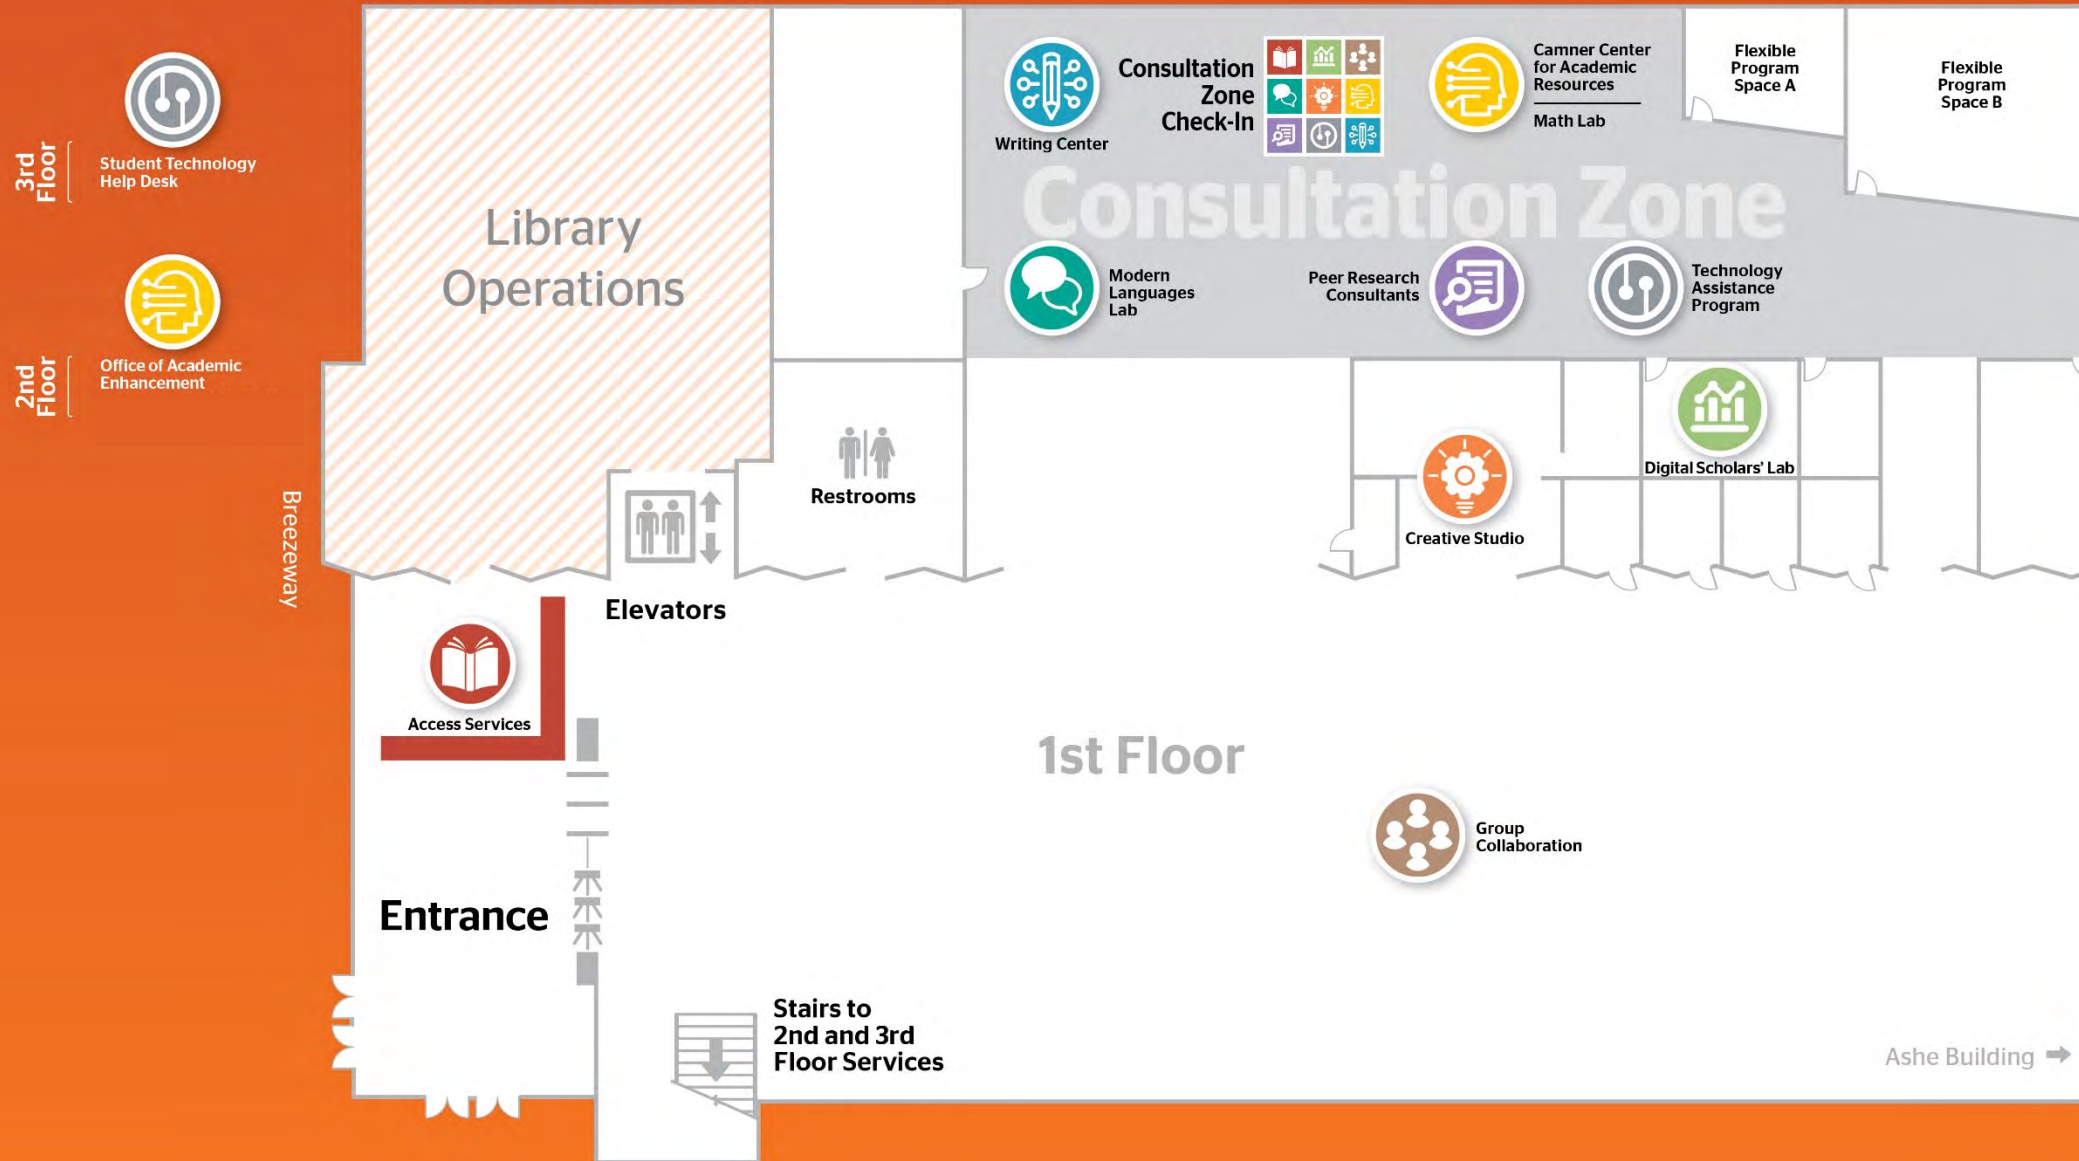 3rd
Floor
Student Technology
Help Desk
2nd
Floor
Office of Academic
Enhancement
Breezeway
Library
Operations
Writing Center
Consultation
Zone
Check-In
Camner Center
for Academic
Resources
Math Lab
Flexible
Program
Space A
Flexible
Program
Space B
Consultation Zone
Modern
Languages
Lab
Peer Research
Consultants
Technology
Assistance
Program
Restrooms
Elevators
Creative Studio
Digital Scholars' Lab
Access Services
1st Floor
Group
Collaboration
Entrance
Stairs to
2nd and 3rd
Floor Services
Ashe Building